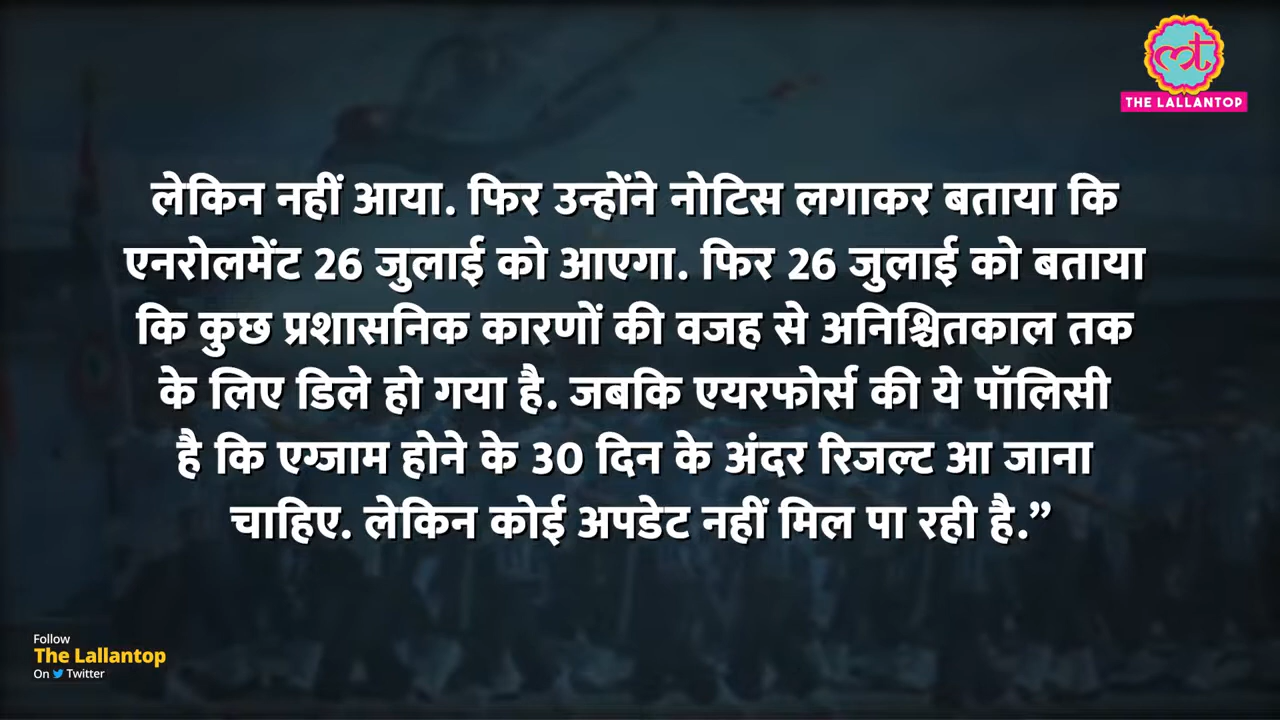 THE LALLANTOP
लेकिन नहीं आया. फिर उन्होंने नोटिस लगाकर बताया कि
एनरोलमेंट 26 जुलाई को आएगा. फिर 26 जुलाई को बताया
कि कुछ प्रशासनिक कारणों की वजह से अनिश्चितकाल तक
के लिए डिले हो गया है. जबकि एयरफोर्स की ये पॉलिसी
है कि एग्जाम होने के 30 दिन के अंदर रिजल्ट आ जाना
चाहिए. लेकिन कोई अपडेट नहीं मिल पा रही है.”
Follow
The Lallantop
On Twitter